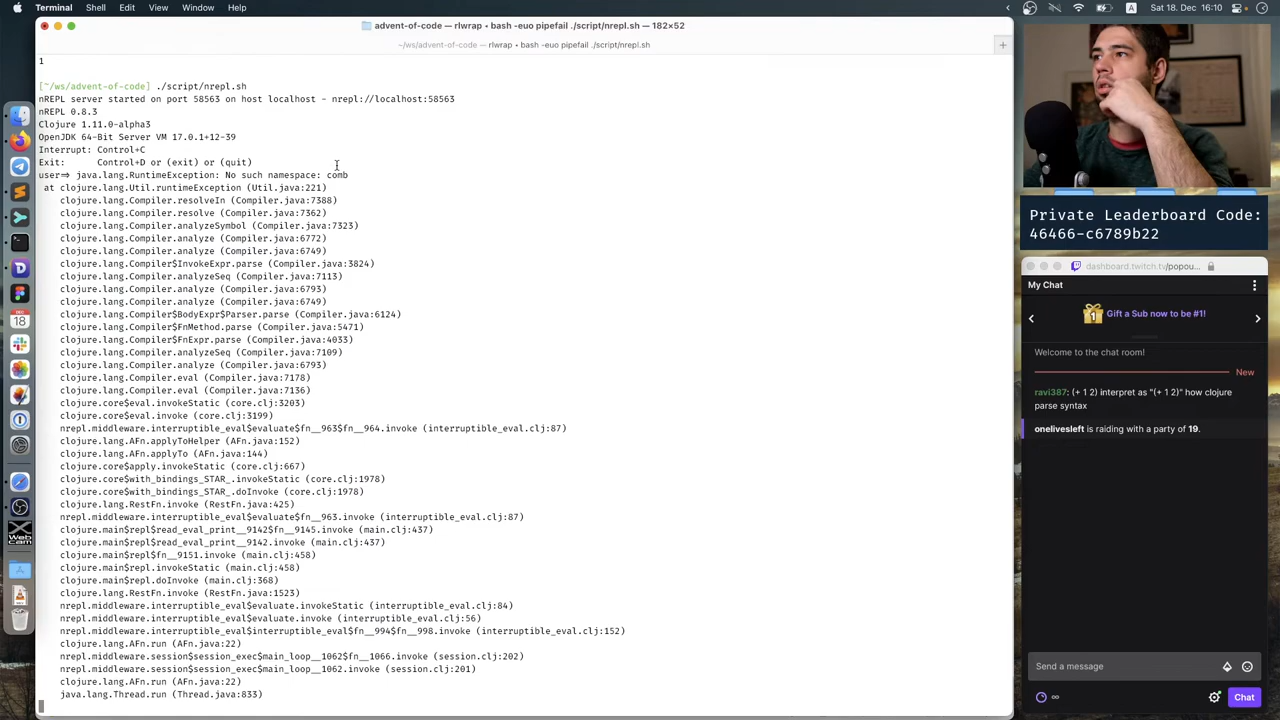 Terminal Shell Edit View Window Help
A Sat 18. Dec 16:10
advent-of-code — rlwrap • bash -euo pipefail ./script/nrepl.sh — 182×52
~/ws/advent-of-code — rlwrap • bash -euo pipefail ./script/nrepl.sh
1
[~/ws/advent-of-code] ./script/nrepl.sh
nREPL server started on port 58563 on host localhost - nrepl://localhost:58563
nREPL 0.8.3
Clojure 1.11.0-alpha3
OpenJDK 64-Bit Server VM 17.0.1+12-39
Interrupt: Control+C
Exit: Control+D or (exit) or (quit)
user=> java.lang.RuntimeException: No such namespace: comb
at clojure.lang.Util.runtimeException (Util.java:221)
clojure.lang.Compiler.resolveIn (Compiler.java:7388)
clojure.lang.Compiler.resolve (Compiler.java:7362)
clojure.lang.Compiler.analyzeSymbol (Compiler.java:7323)
clojure.lang.Compiler.analyze (Compiler.java:6772)
clojure.lang.Compiler.analyze (Compiler.java:6749)
clojure.lang.Compiler$InvokeExpr.parse (Compiler.java:3824)
clojure.lang.Compiler.analyzeSeq (Compiler.java:7113)
clojure.lang.Compiler.analyze (Compiler.java:6793)
clojure.lang.Compiler.analyze (Compiler.java:6749)
clojure.lang.Compiler$BodyExpr$Parser.parse (Compiler.java:6124)
clojure.lang.Compiler$FnMethod.parse (Compiler.java:5471)
clojure.lang.Compiler$FnExpr.parse (Compiler.java:4033)
clojure.lang.Compiler.analyzeSeq (Compiler.java:7109)
clojure.lang.Compiler.analyze (Compiler.java:6793)
clojure.lang.Compiler.eval (Compiler.java:7178)
clojure.lang.Compiler.eval (Compiler.java:7136)
clojure.core$eval.invokeStatic (core.clj:3203)
clojure.core$eval.invoke (core.clj:3199)
nrepl.middleware.interruptible_eval$evaluate$fn__963$fn__964.invoke (interruptible_eval.clj:87)
clojure.lang.AFn.applyToHelper (AFn.java:152)
clojure.lang.AFn.applyTo (AFn.java:144)
clojure.core$apply.invokeStatic (core.clj:667)
clojure.core$with_bindings_STAR_.invokeStatic (core.clj:1978)
clojure.core$with_bindings_STAR_.doInvoke (core.clj:1978)
clojure.lang.RestFn.invoke (RestFn.java:425)
nrepl.middleware.interruptible_eval$evaluate$fn__963.invoke (interruptible_eval.clj:87)
clojure.main$repl$read_eval_print__9142$fn__9145.invoke (main.clj:437)
clojure.main$repl$read_eval_print__9142.invoke (main.clj:437)
clojure.main$repl$fn__9151.invoke (main.clj:458)
clojure.main$repl.invokeStatic (main.clj:458)
clojure.main$repl.doInvoke (main.clj:368)
clojure.lang.RestFn.invoke (RestFn.java:1523)
nrepl.middleware.interruptible_eval$evaluate.invokeStatic (interruptible_eval.clj:84)
nrepl.middleware.interruptible_eval$evaluate.invoke (interruptible_eval.clj:56)
nrepl.middleware.interruptible_eval$interruptible_eval$fn__994$fn__998.invoke (interruptible_eval.clj:152)
clojure.lang.AFn.run (AFn.java:22)
nrepl.middleware.session$session_exec$main_loop__1062$fn__1066.invoke (session.clj:202)
nrepl.middleware.session$session_exec$main_loop__1062.invoke (session.clj:201)
clojure.lang.AFn.run (AFn.java:22)
java.lang.Thread.run (Thread.java:833)
DEC
18
WEB
CAM
Private Leaderboard Code:
46466-c6789b22
dashboard.twitch.tv/popou...
My Chat
1 Gift a Sub now to be #1!
Welcome to the chat room!
New
ravi387: (+ 1 2) interpret as "(+ 1 2)" how clojure
parse syntax
onelivesleft is raiding with a party of 19.
Send a message
Chat